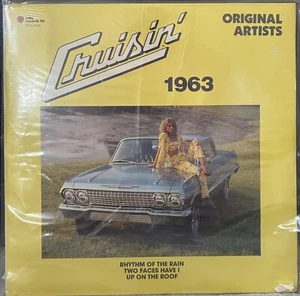 Cruisin'
ORIGINAL
ARTISTS
1963
RHYTHM OF THE RAIN
TWO FACES HAVE I
UP ON THE ROOF